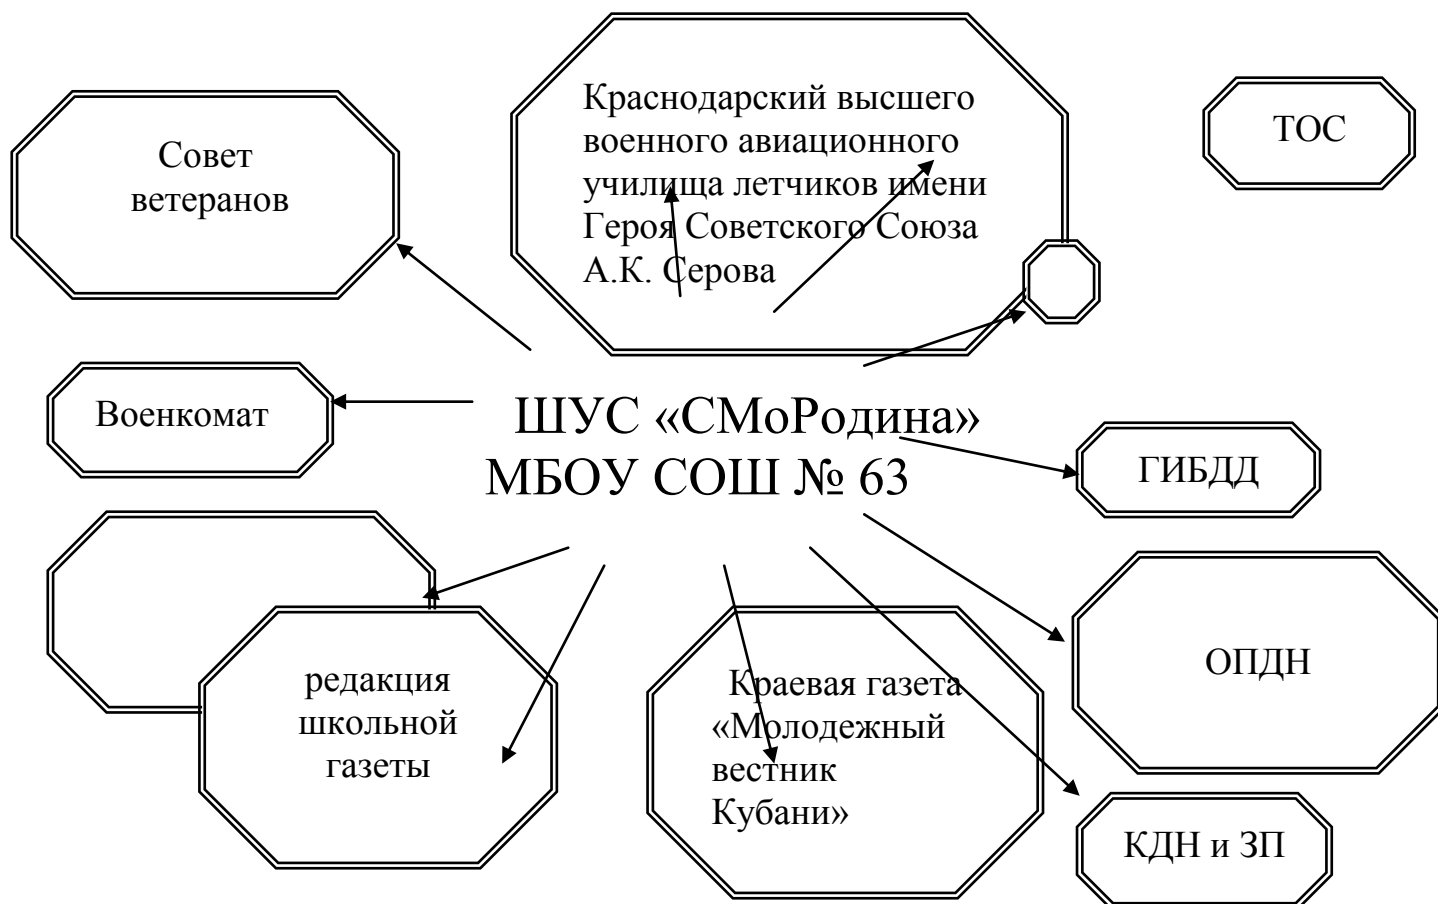 Краснодарский высшего
военного авиационного
училища летчиков имени
Героя Советского Союза
А.К. Серова
ТОС
Совет
ветеранов
Военкомат
ШУС «СМоРодина»
МБОУ СОШ № 63
ГИБДД
ОПДН
редакция
школьной
газеты
Краевая газета
«Молодежный
вестник
Кубани»
КДН и ЗП